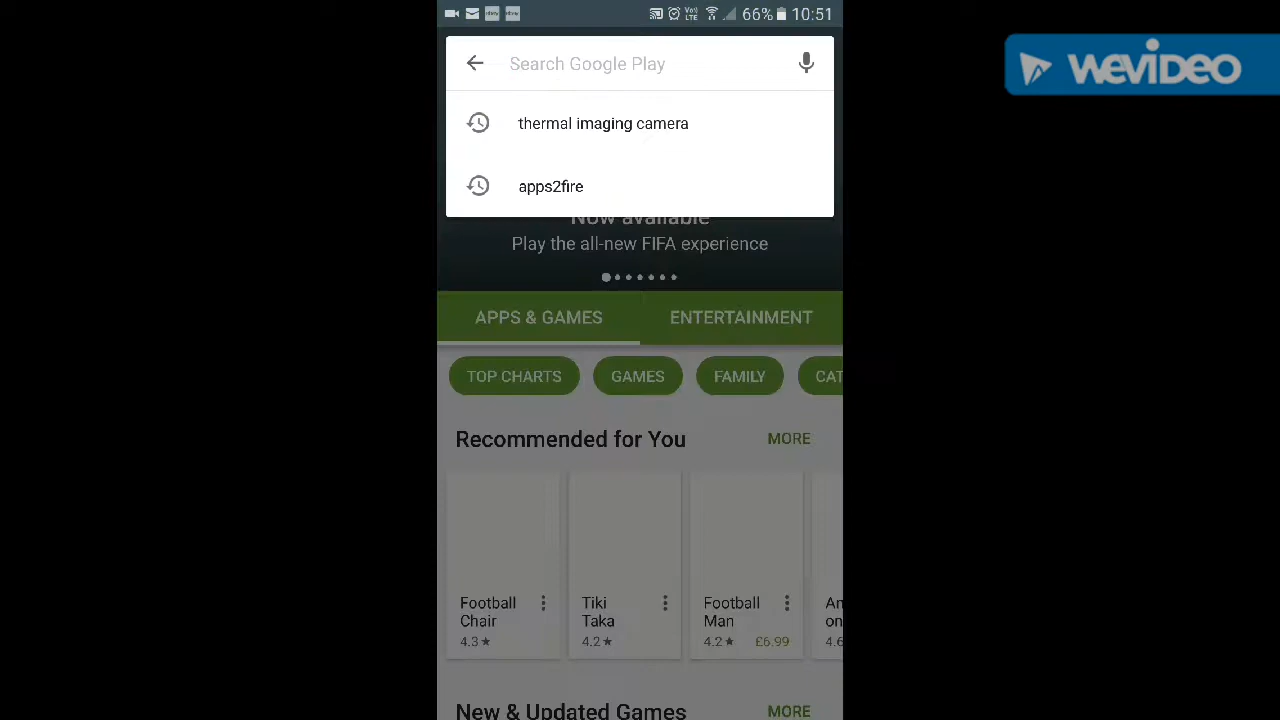 VoO
LTE
66%
10:51
WEVIDEO
Search Google Play
thermal imaging camera
apps2fire
Now available
Play the all-new FIFA experience
APPS & GAMES
ENTERTAINMENT
TOP CHARTS
GAMES
FAMILY
CAT
Recommended for You
MORE
Football
Chair
4.3★
Tiki
Taka
4.2★
Football
Man
4.2★ £6.99
An
on
4.6
New & Updated Games
MORE